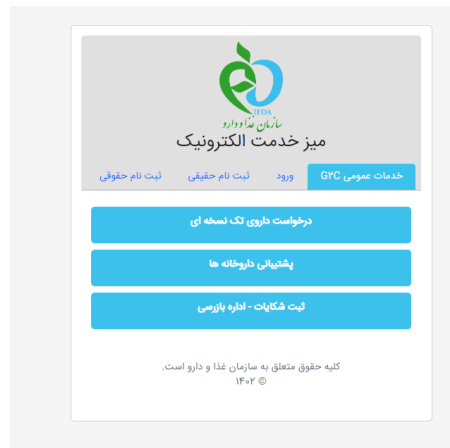 IFDA
سازمان غذا و دارو
میز خدمت الکترونیک
خدمات عمومی G۲C ورود ثبت نام حقیقی ثبت نام حقوقی
درخواست داروی تک نسخه ای
پشتیبانی داروخانه ها
ثبت شکایات - اداره بازرسی
کلیه حقوق متعلق به سازمان غذا و دارو است.
© ۱۴۰۲